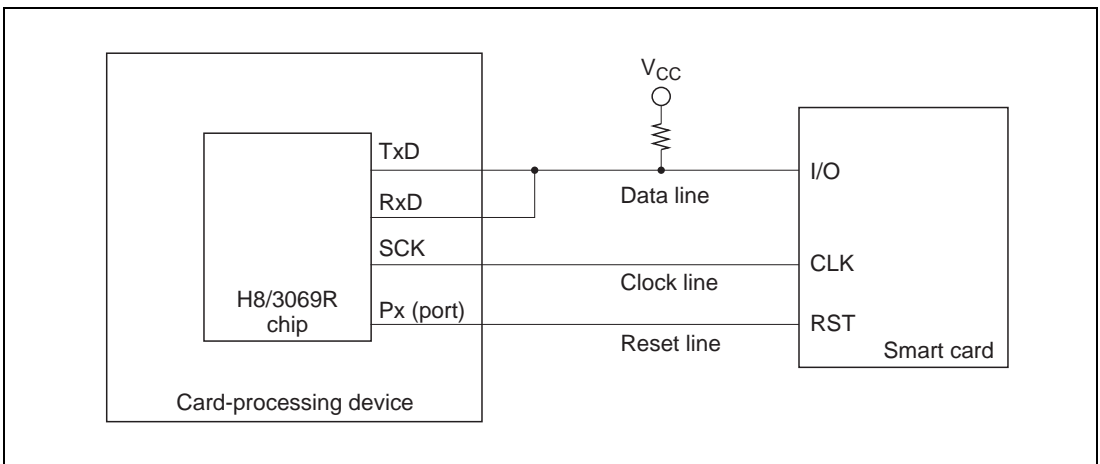 VCC
TxD
I/O
Data line
RxD
SCK
CLK
Clock line
H8/3069R
chip
Px (port)
RST
Reset line
Smart card
Card-processing device